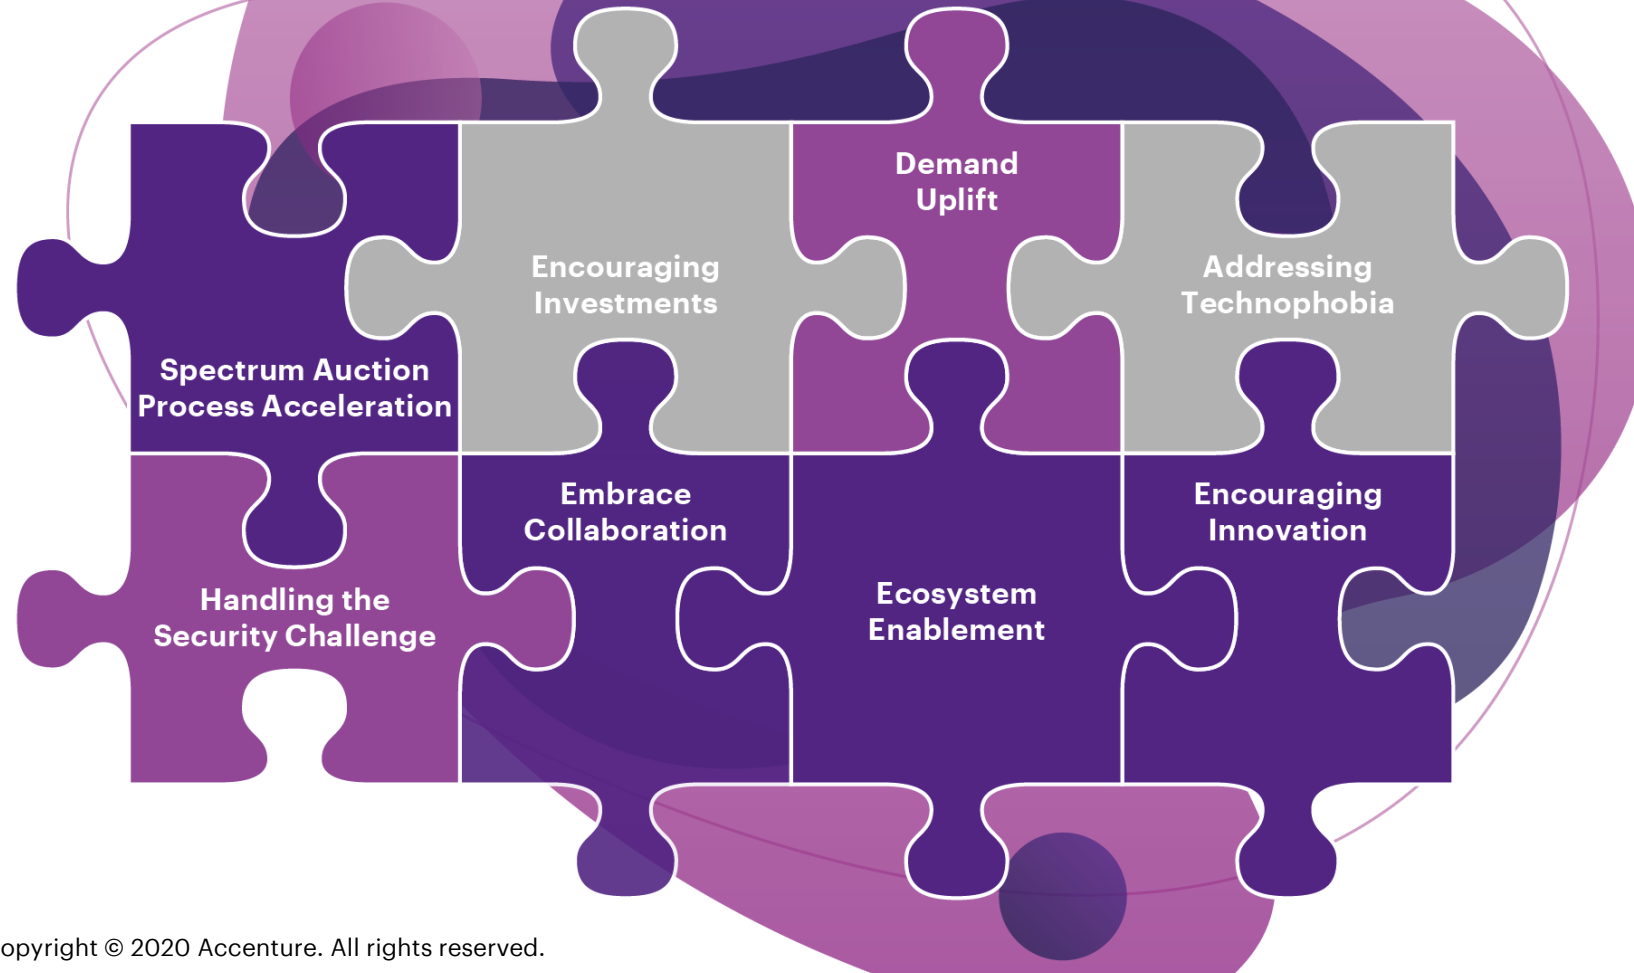 Demand
Uplift
Encouraging
Investments
Addressing
Technophobia
Spectrum Auction
Process Acceleration
Embrace
Collaboration
Encouraging
Innovation
Handling the
Security Challenge
Ecosystem
Enablement
opyright © 2020 Accenture. All rights reserved.